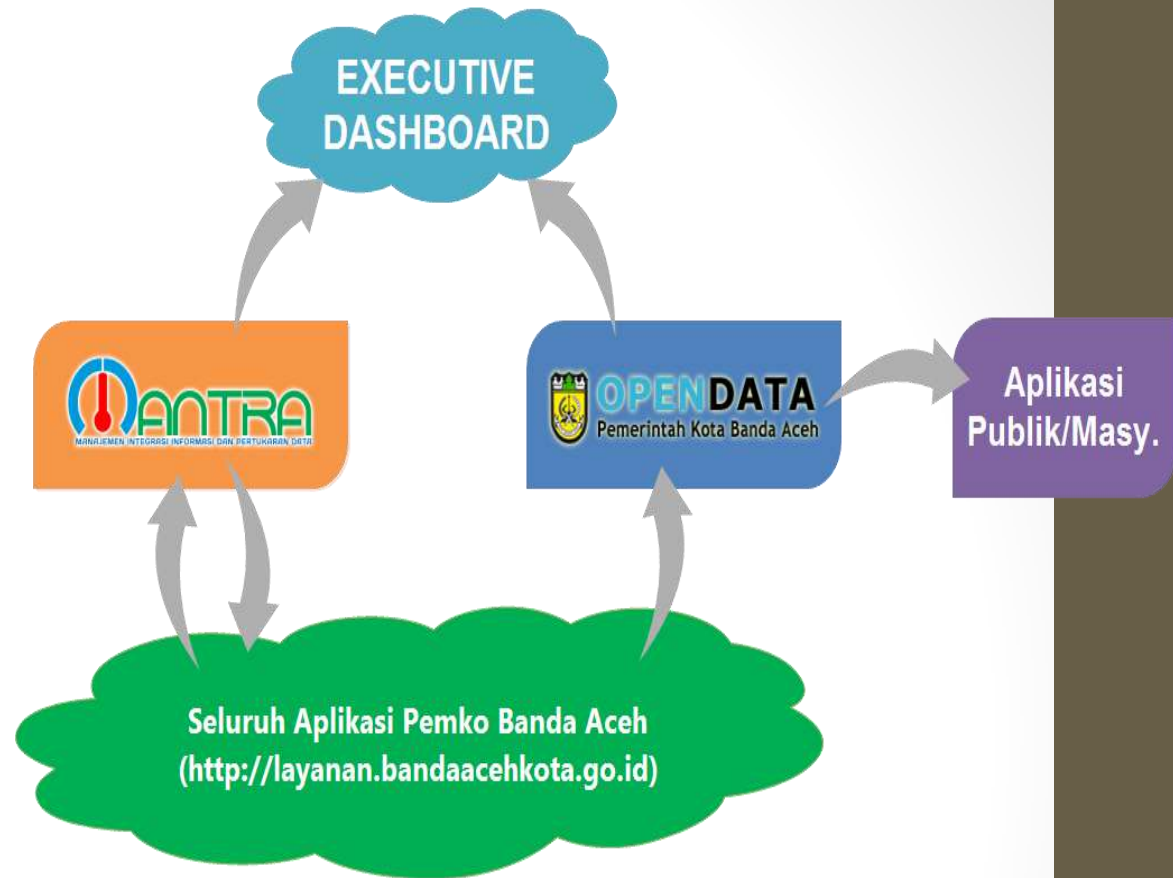 EXECUTIVE
DASHBOARD
MANTRA
MANAJEMEN INTEGRASI INFORMASI DAN PERTUKARAN DATA
OPENDATA
Pemerintah Kota Banda Aceh
Aplikasi
Publik/Masy.
Seluruh Aplikasi Pemko Banda Aceh
(http://layanan.bandaacehkota.go.id)